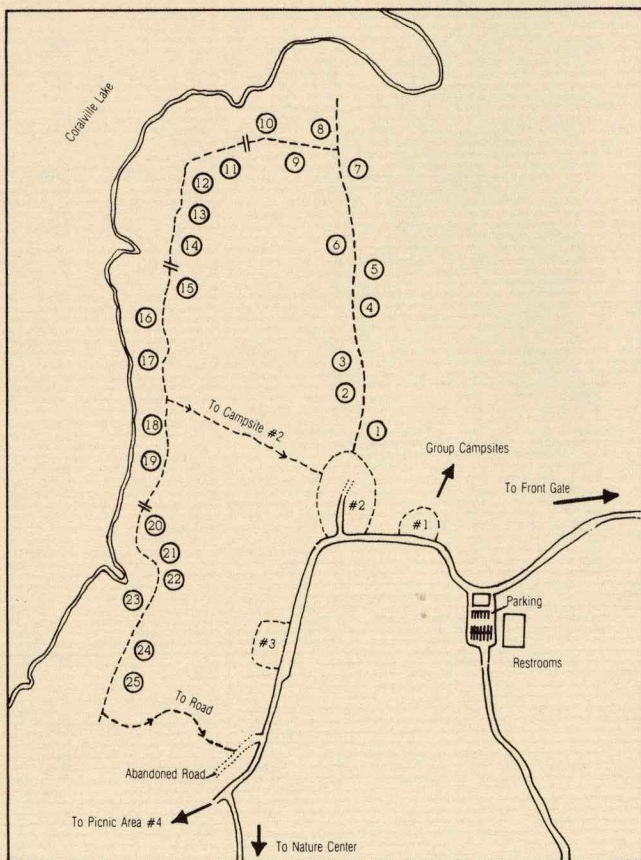 Coralville Lake
10
8
9
7
11
12
13
14
6
5
15
4
16
3
17
2
To Campsite #2
18
1
19
Group Campsites
To Front Gate
#2
#1
20
21
22
23
Parking
#3
24
Restrooms
25
To Road
Abandoned Road
To Picnic Area #4
To Nature Center